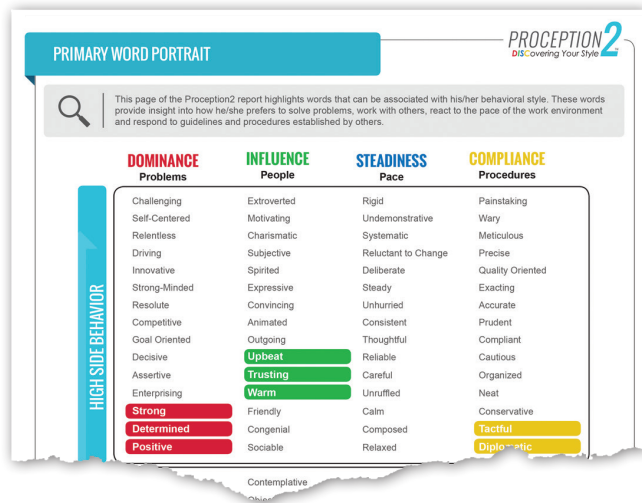 PRIMARY WORD PORTRAIT
PROCEPTION2
DISCovering Your Style
This page of the Proception2 report highlights words that can be associated with his/her behavioral style. These words
provide insight into how he/she prefers to solve problems, work with others, react to the pace of the work environment
and respond to guidelines and procedures established by others.
DOMINANCE INFLUENCE STEADINESS COMPLIANCE
Problems People Pace Procedures
HIGH SIDE BEHAVIOR
Challenging Extroverted Rigid Painstaking
Self-Centered Motivating Undemonstrative Wary
Relentless Charismatic Systematic Meticulous
Driving Subjective Reluctant to Change Precise
Innovative Spirited Deliberate Quality Oriented
Strong-Minded Expressive Steady Exacting
Resolute Convincing Unhurried Accurate
Competitive Animated Consistent Prudent
Goal Oriented Outgoing Thoughtful Compliant
Decisive Upbeat Reliable Cautious
Assertive Trusting Careful Organized
Enterprising Warm Unruffled Neat
Strong Friendly Calm Conservative
Determined Congenial Composed Tactful
Positive Sociable Relaxed Diplomatic
Contemplative